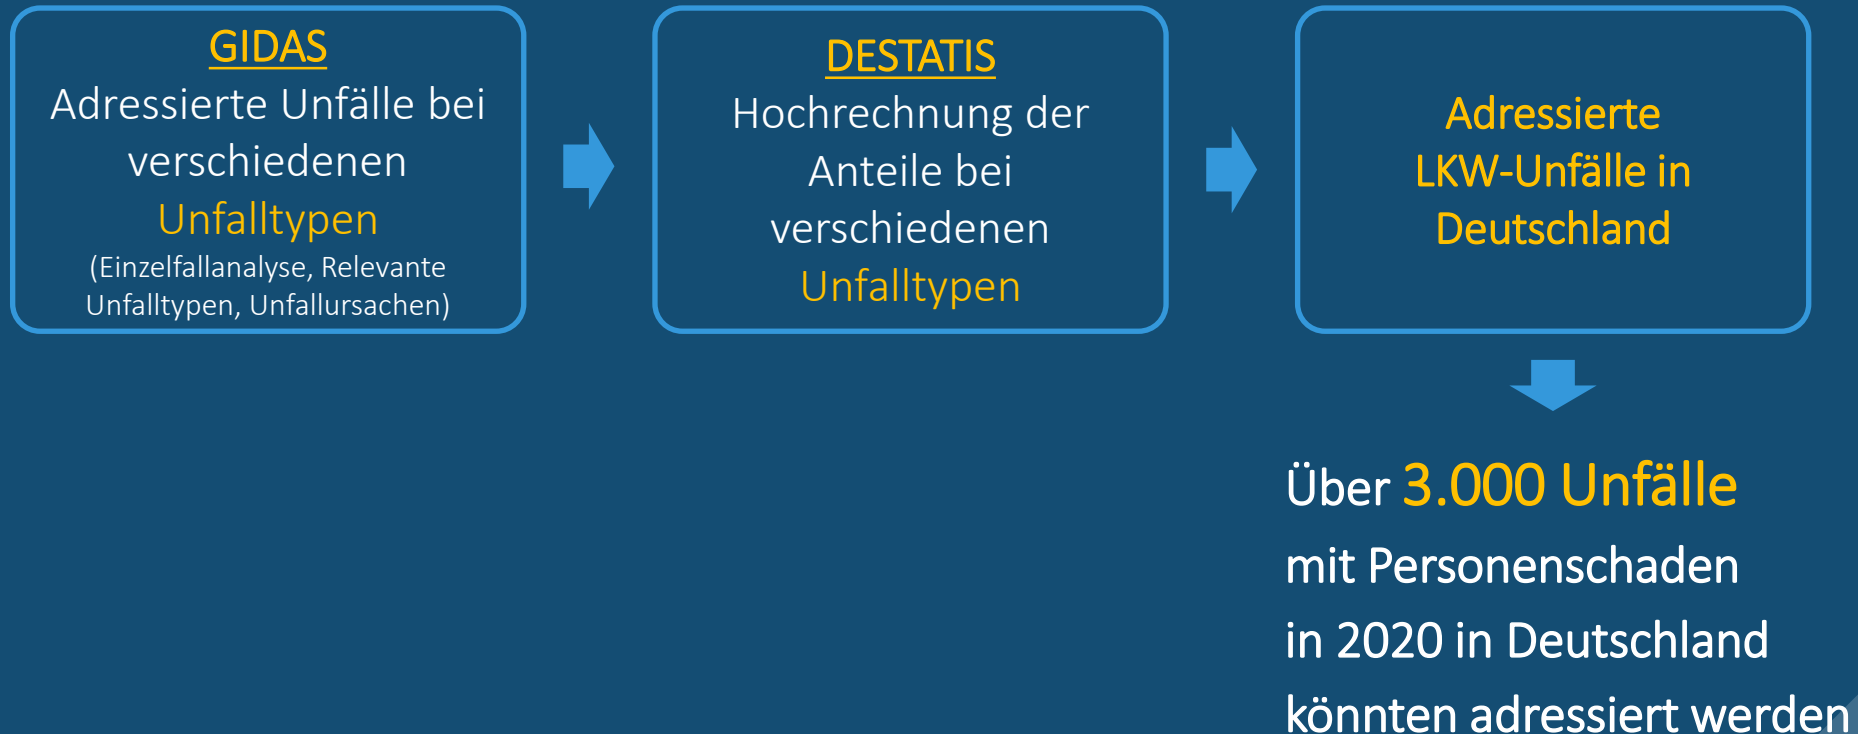 GIDAS
Adressierte Unfälle bei
verschiedenen
Unfalltypen
(Einzelfallanalyse, Relevante
Unfalltypen, Unfallursachen)
DESTATIS
Hochrechnung der
Anteile bei
verschiedenen
Unfalltypen
Adressierte
LKW-Unfälle in
Deutschland
Über 3.000 Unfälle
mit Personenschaden
in 2020 in Deutschland
könnten adressiert werden